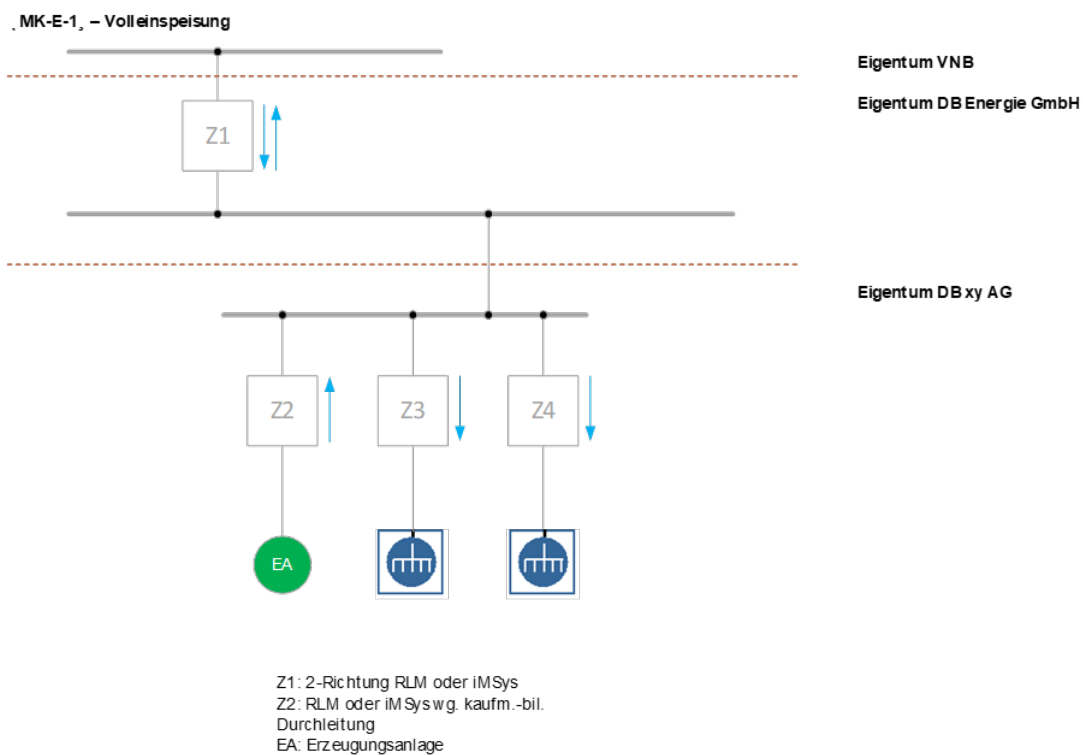 ‚MK-E-1‚ – Volleinspeisung
Eigentum VNB
Eigentum DB Energie GmbH
Z1
Eigentum DB xy AG
Z2
Z3
Z4
EA
Z1: 2-Richtung RLM oder iMSys
Z2: RLM oder iMSys wg. kaufm.-bil.
Durchleitung
EA: Erzeugungsanlage